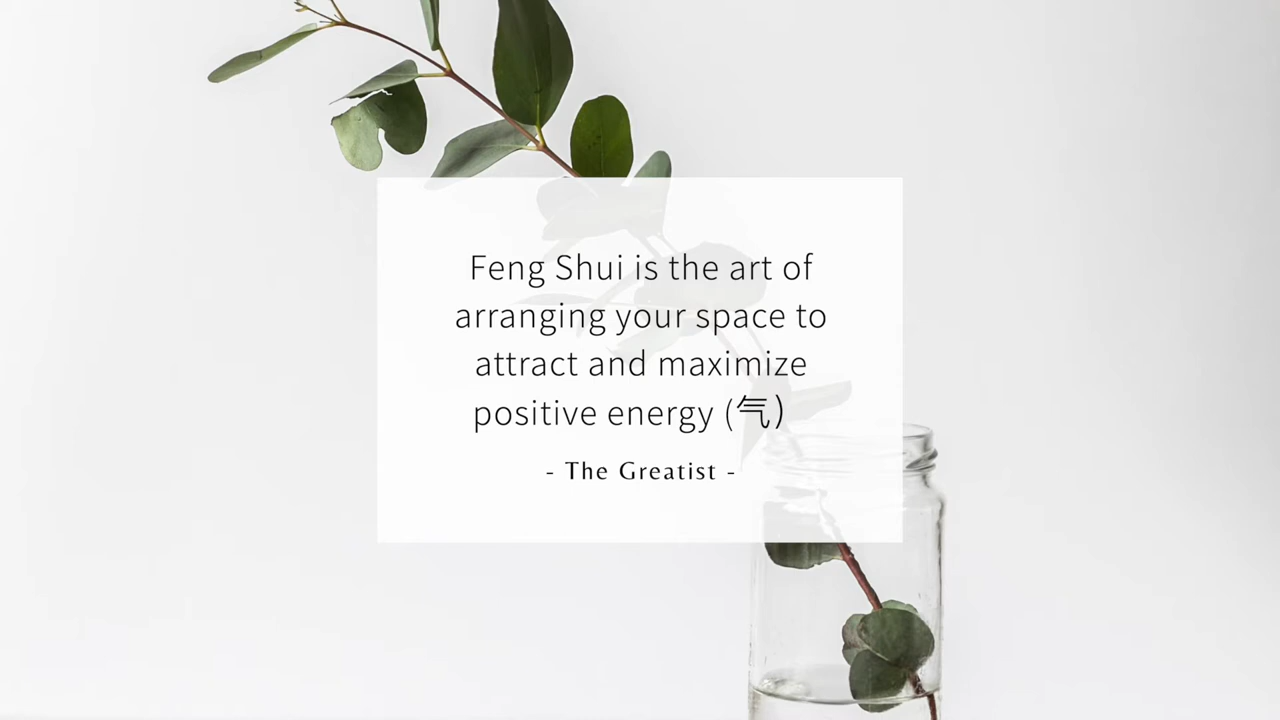 Feng Shui is the art of
arranging your space to
attract and maximize
positive energy (气)
- The Greatist -